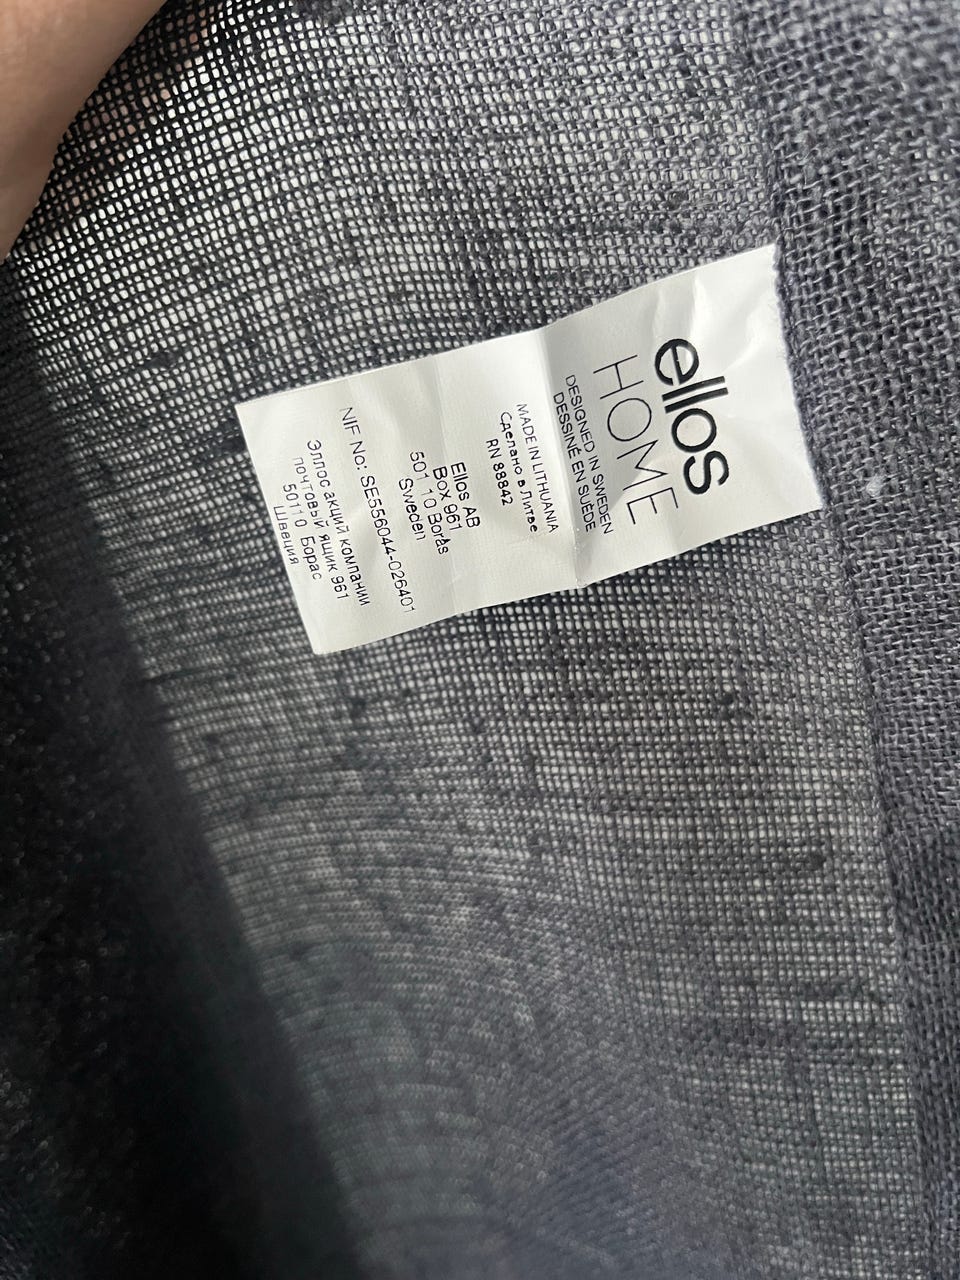 ellos
HOME
DESIGNED IN SWEDEN
DESSINÉ EN SUÈDE
MADE IN LITHUANIA
Сделано в Литве
RN 88842
Ellos AB
Box 961
501 10 Borås
Sweden
NIF No: SE556044-026401
Эллос акций компании
почтовый ящик 961
50110 Борас
Швеция